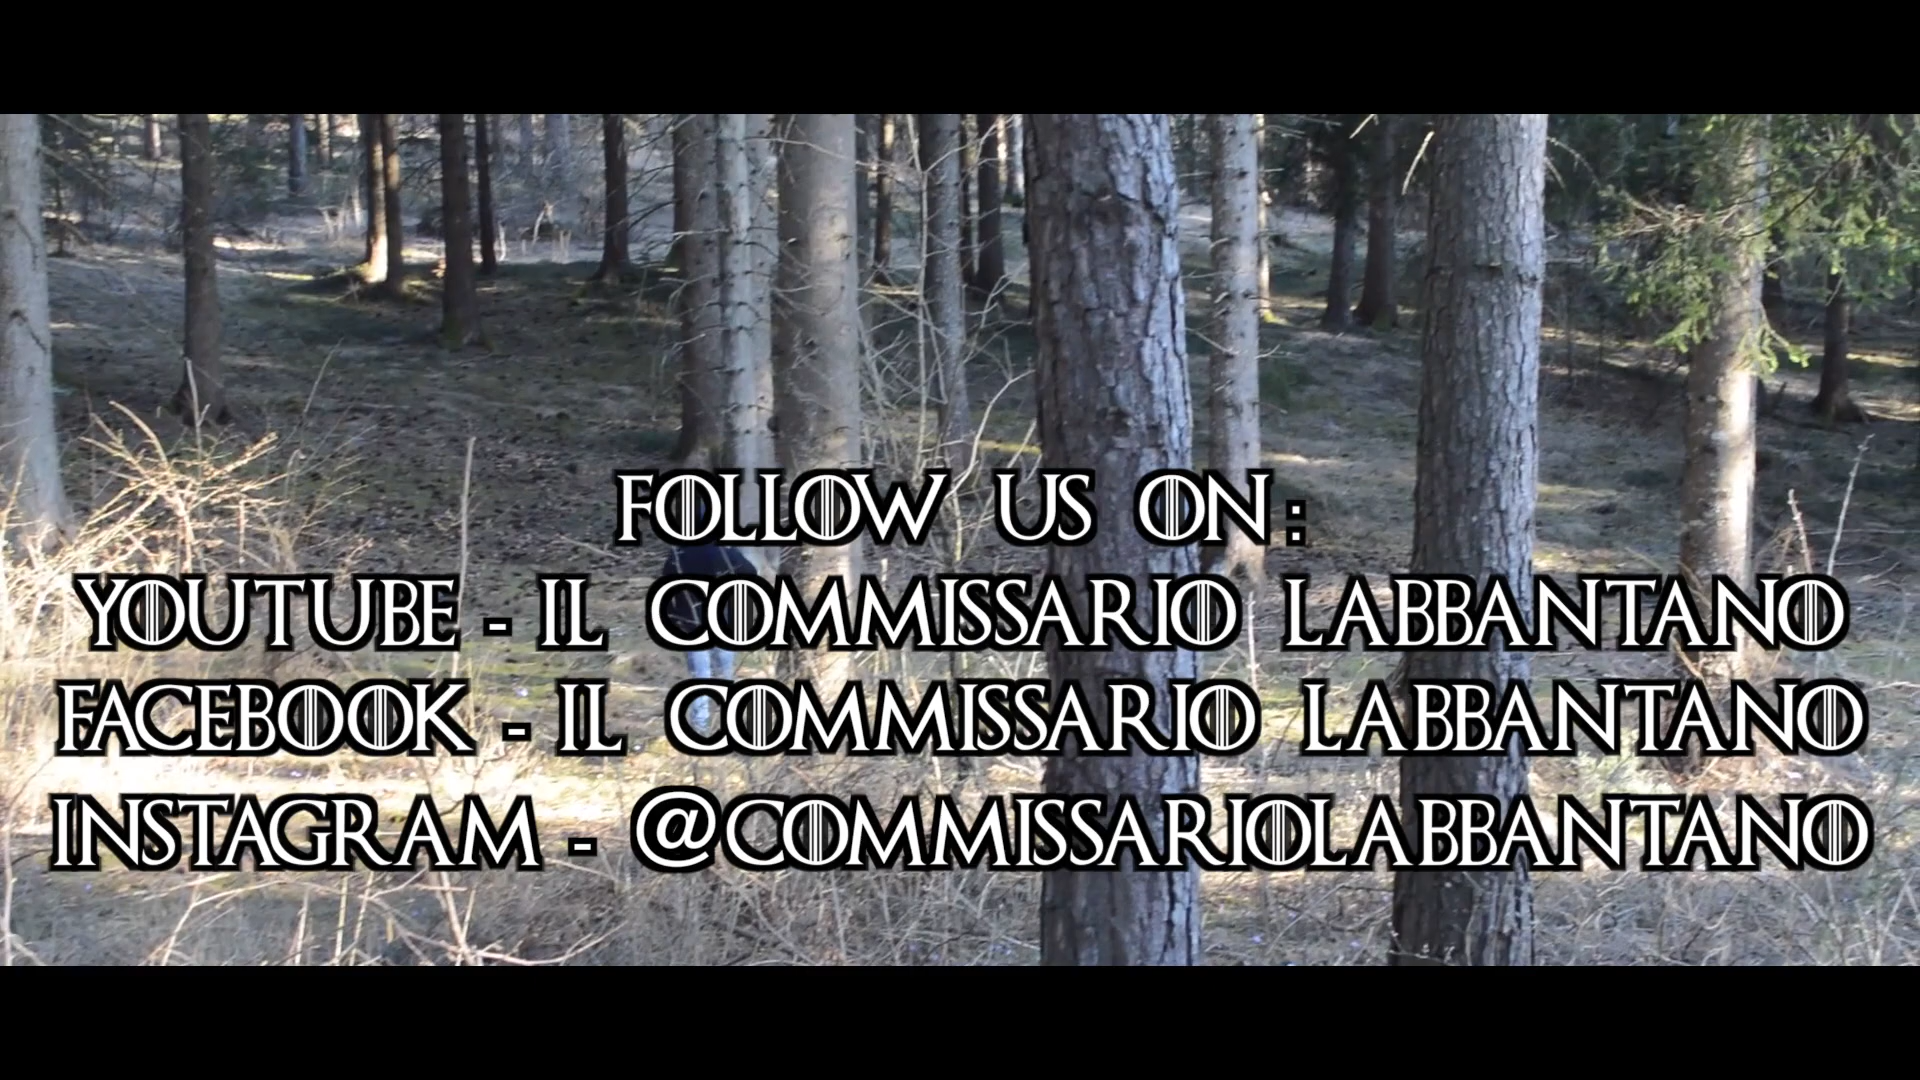 FOLLOW US ON:
YOUTUBE - IL COMMISSARIO LABBANTANO
FACEBOOK - IL COMMISSARIO LABBANTANO
INSTAGRAM - @COMMISSARIOLABBANTANO